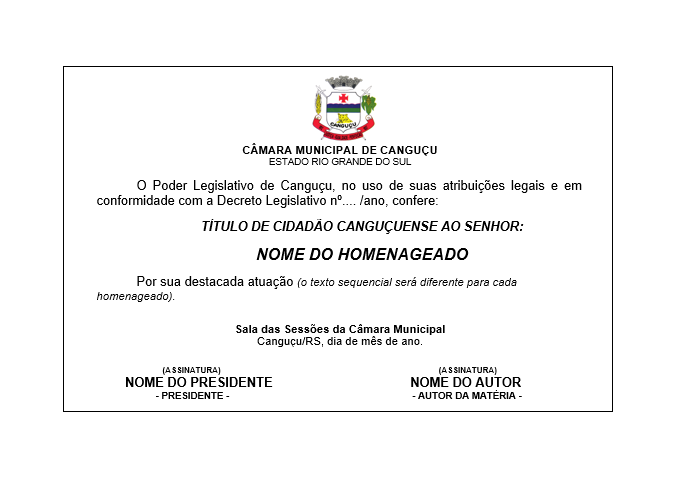 CANGUÇU
CÂMARA MUNICIPAL DE CANGUÇU
ESTADO RIO GRANDE DO SUL
O Poder Legislativo de Canguçu, no uso de suas atribuições legais e em
conformidade com a Decreto Legislativo nº.... /ano, confere:
TÍTULO DE CIDADÃO CANGUÇUENSE AO SENHOR:
NOME DO HOMENAGEADO
Por sua destacada atuação (o texto sequencial será diferente para cada
homenageado).
Sala das Sessões da Câmara Municipal
Canguçu/RS, dia de mês de ano.
(ASSINATURA) (ASSINATURA)
NOME DO PRESIDENTE NOME DO AUTOR
- PRESIDENTE - - AUTOR DA MATÉRIA -